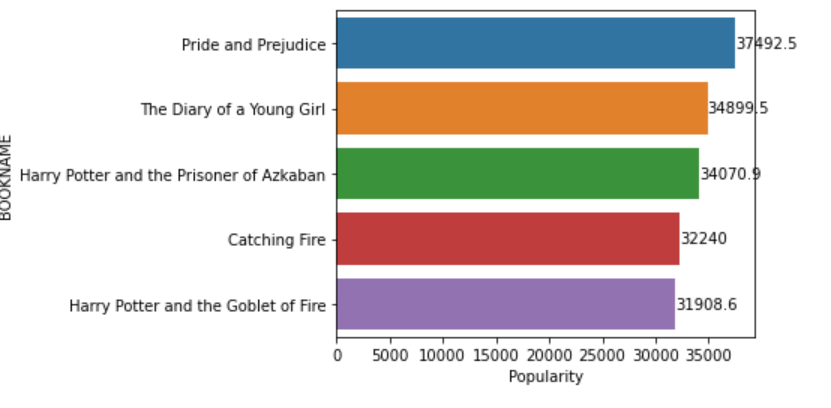 Pride and Prejudice 37492.5
The Diary of a Young Girl 34899.5
Harry Potter and the Prisoner of Azkaban 34070.9
Catching Fire 32240
Harry Potter and the Goblet of Fire 31908.6
BOOKNAME
0 5000 10000 15000 20000 25000 30000 35000
Popularity